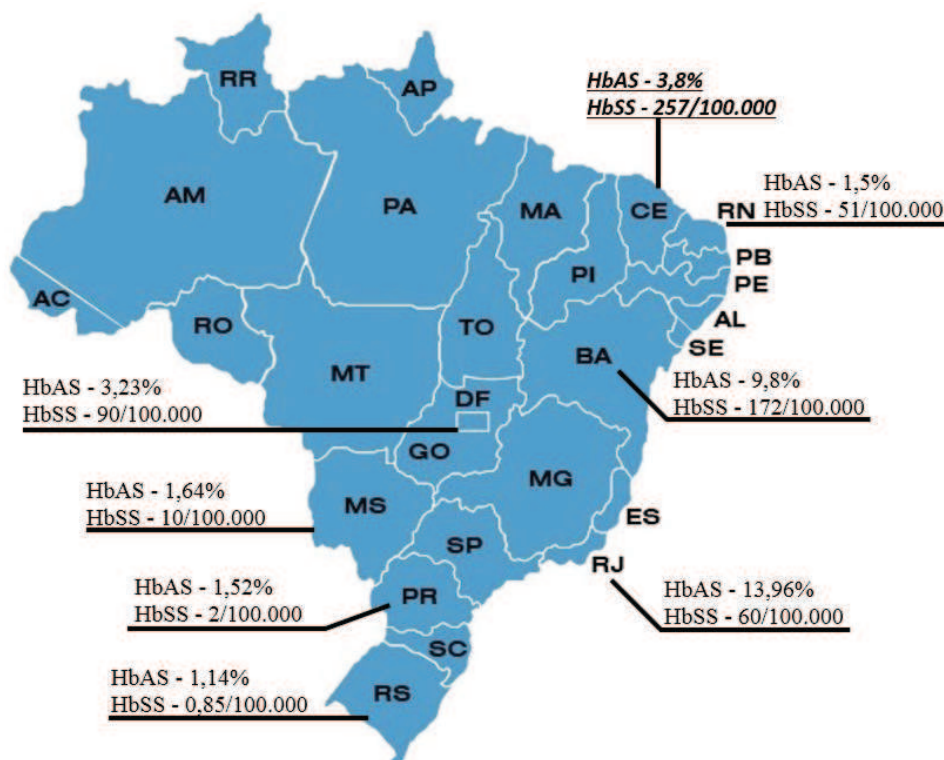 RR
AP
HbAS - 3,8%
HbSS - 257/100.000
AM
PA
MA
CE
RN
HbAS - 1,5%
HbSS - 51/100.000
PB
PI
PE
AC
RO
TO
AL
SE
MT
BA
HbAS - 9,8%
HbSS - 172/100.000
HbAS - 3,23%
HbSS - 90/100.000
DF
GO
MG
HbAS - 1,64%
HbSS - 10/100.000
MS
ES
SP
RJ
HbAS - 13,96%
HbSS - 60/100.000
HbAS - 1,52%
HbSS - 2/100.000
PR
SC
HbAS - 1,14%
HbSS - 0,85/100.000
RS